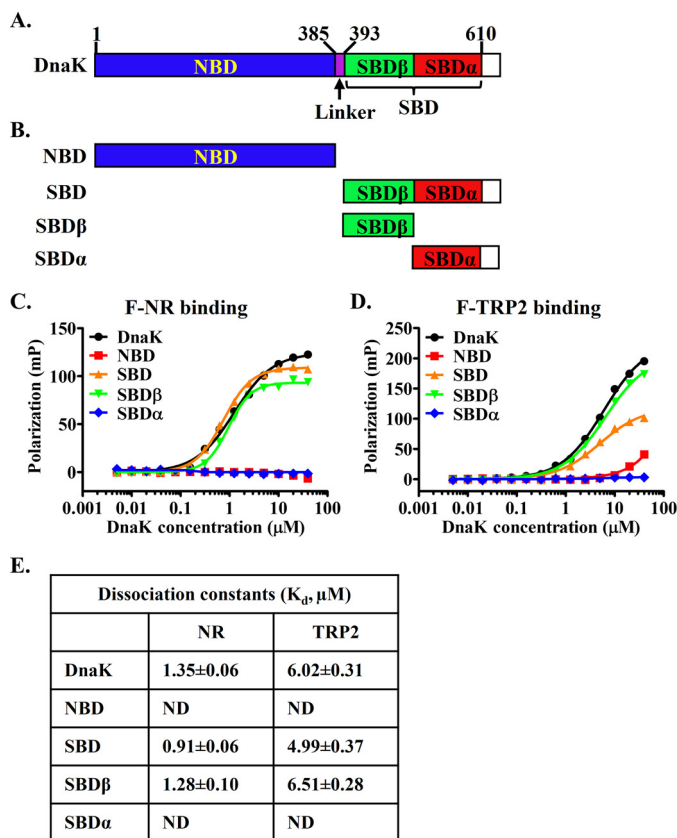 A.
1 385 393 610
DnaK NBD SBDβ SBDα
Linker SBD
B.
NBD NBD
SBD SBDβ SBDα
SBDβ SBDβ
SBDα SBDα
C. F-NR binding
Polarization (mP)
150
100
50
0
DnaK
NBD
SBD
SBDβ
SBDα
0.001 0.01 0.1 1 10 100
DnaK concentration (μM)
D. F-TRP2 binding
Polarization (mP)
250
200
150
100
50
0
DnaK
NBD
SBD
SBDβ
SBDα
0.001 0.01 0.1 1 10 100
DnaK concentration (μM)
E.
Dissociation constants (Kd, μM)
NR TRP2
DnaK 1.35±0.06 6.02±0.31
NBD ND ND
SBD 0.91±0.06 4.99±0.37
SBDβ 1.28±0.10 6.51±0.28
SBDα ND ND